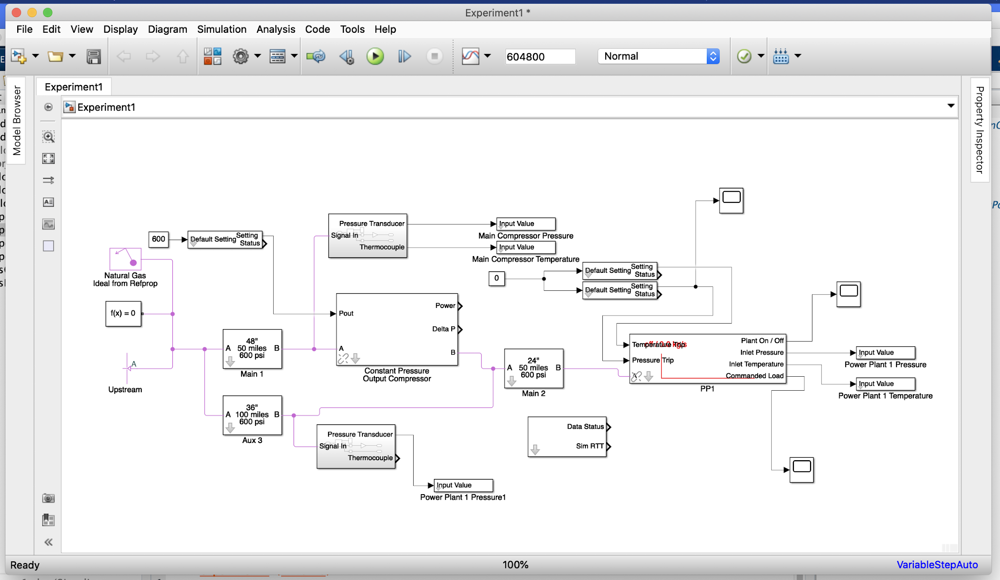 Experiment1 *
File Edit View Display Diagram Simulation Analysis Code Tools Help
604800
Normal
Model Browser
Experiment1
Experiment1
Property Inspector
Pressure Transducer
Signal In
Thermocouple
Input Value
Main Compressor Pressure
Input Value
Main Compressor Temperature
600
Default Setting
Setting
Status
Natural Gas
Ideal from Refprop
0
Default Setting
Setting
Status
Default Setting
Setting
Status
f(x) = 0
Pout
Power
Delta P
A
B
Constant Pressure
Output Compressor
A
48"
50 miles
600 psi
B
Main 1
A
Upstream
A
24"
50 miles
600 psi
B
Main 2
Temperature Trip
off / 0.0 kg/s
Pressure Trip
A
Plant On / Off
Inlet Pressure
Inlet Temperature
Commanded Load
PP1
Input Value
Power Plant 1 Pressure
Input Value
Power Plant 1 Temperature
A
36"
100 miles
600 psi
B
Aux 3
Pressure Transducer
Signal In
Thermocouple
Data Status
Sim RTT
Input Value
Power Plant 1 Pressure1
Ready
100%
VariableStepAuto